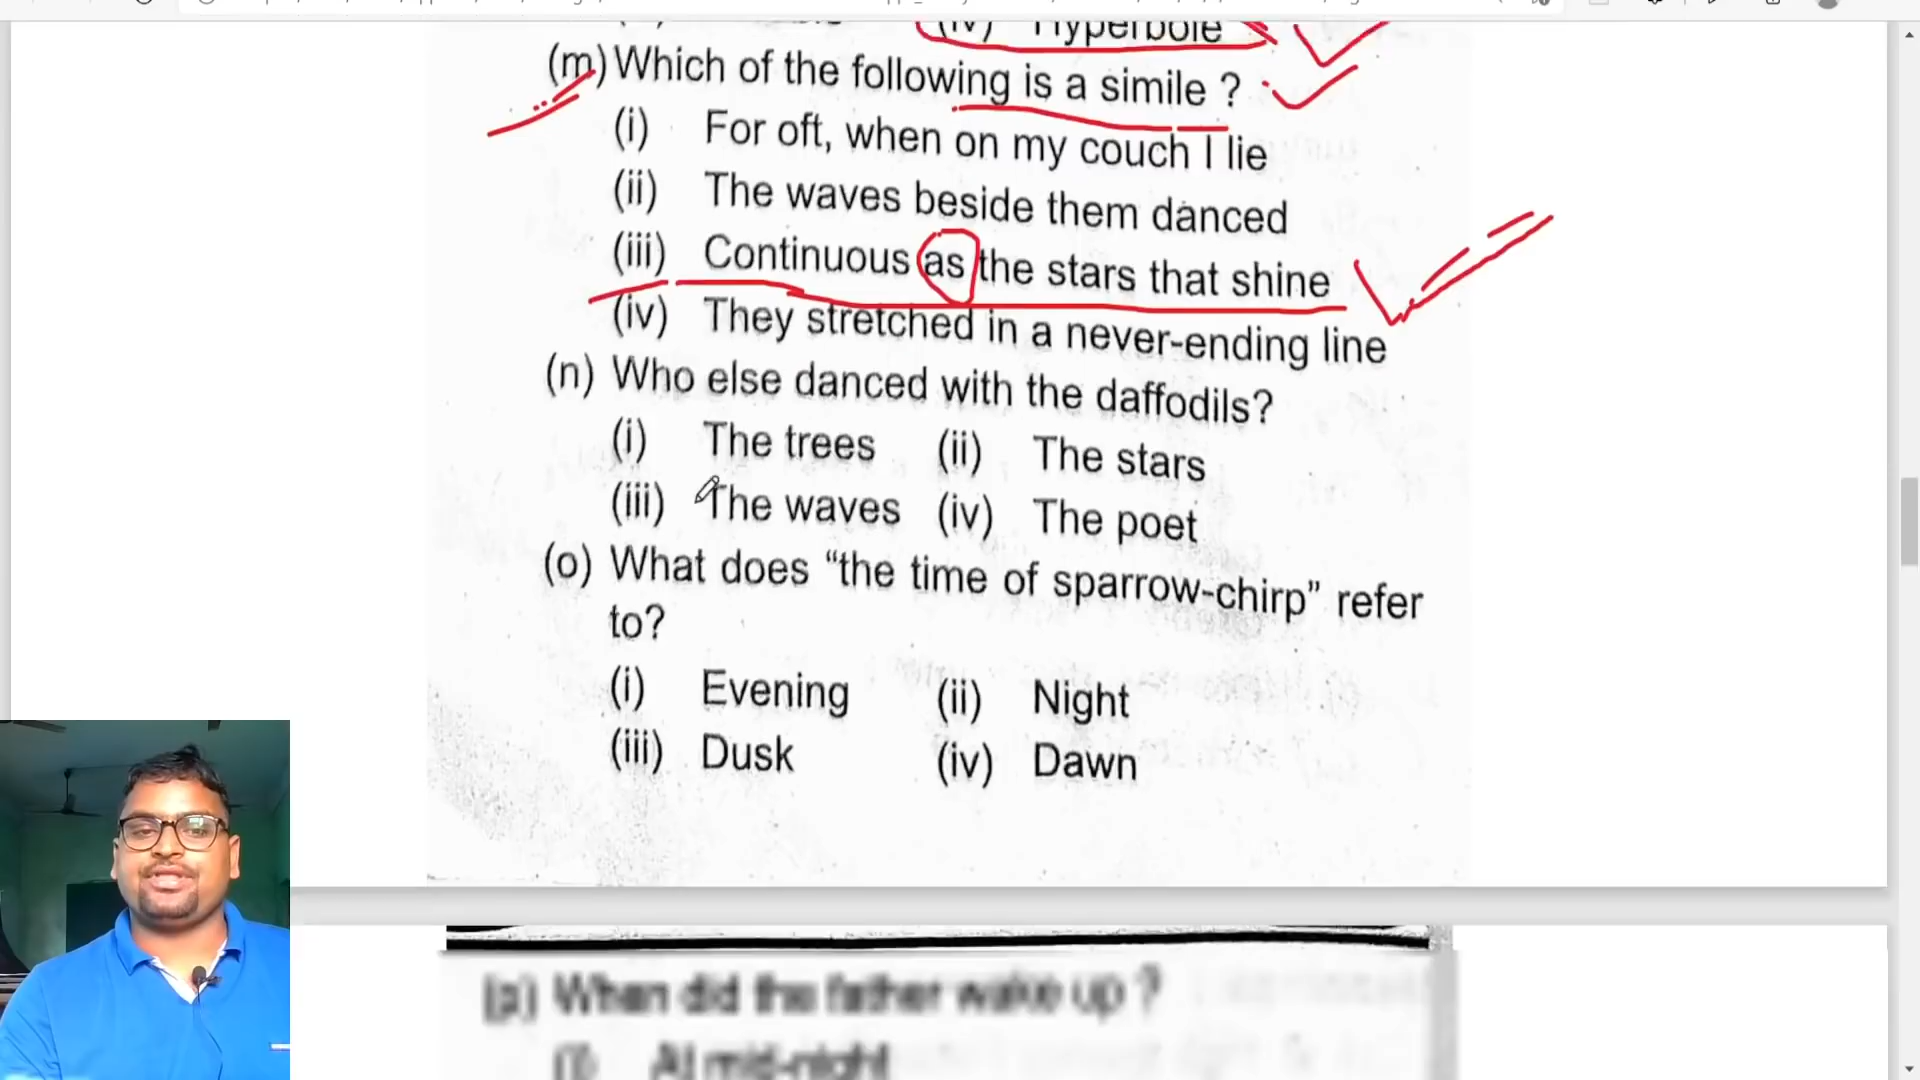 (iv) Hyperbole
(m) Which of the following is a simile ?
(i) For oft, when on my couch I lie
(ii) The waves beside them danced
(iii) Continuous as the stars that shine
(iv) They stretched in a never-ending line
(n) Who else danced with the daffodils?
(i) The trees (ii) The stars
(iii) The waves (iv) The poet
(o) What does “the time of sparrow-chirp” refer
to?
(i) Evening (ii) Night
(iii) Dusk (iv) Dawn
(p) When did the father wake up ?
(i) At mid-night